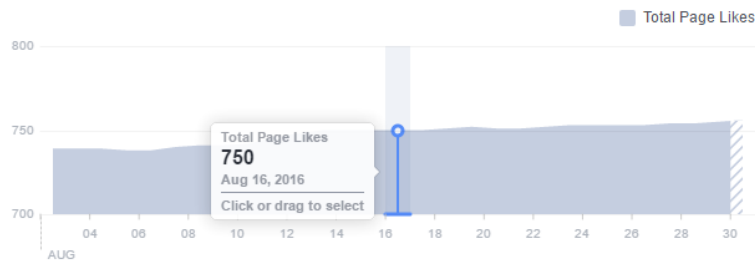 Total Page Likes
800
750
700
Total Page Likes
750
Aug 16, 2016
Click or drag to select
04 06 08 10 12 14 16 18 20 22 24 26 28 30
AUG